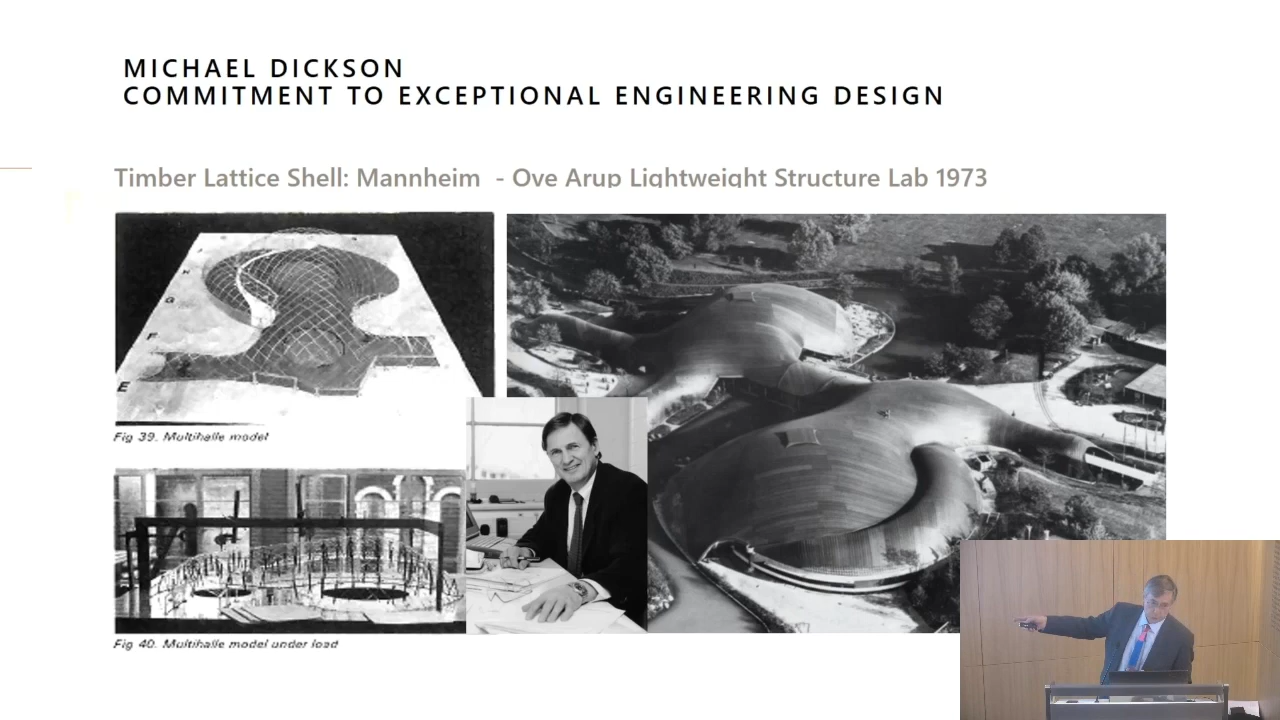 MICHAEL DICKSON
COMMITMENT TO EXCEPTIONAL ENGINEERING DESIGN
Timber Lattice Shell: Mannheim - Ove Arup Lightweight Structure Lab 1973
H
G
F
E
Fig 39. Multihalle model
Fig 40. Multihalle model under load